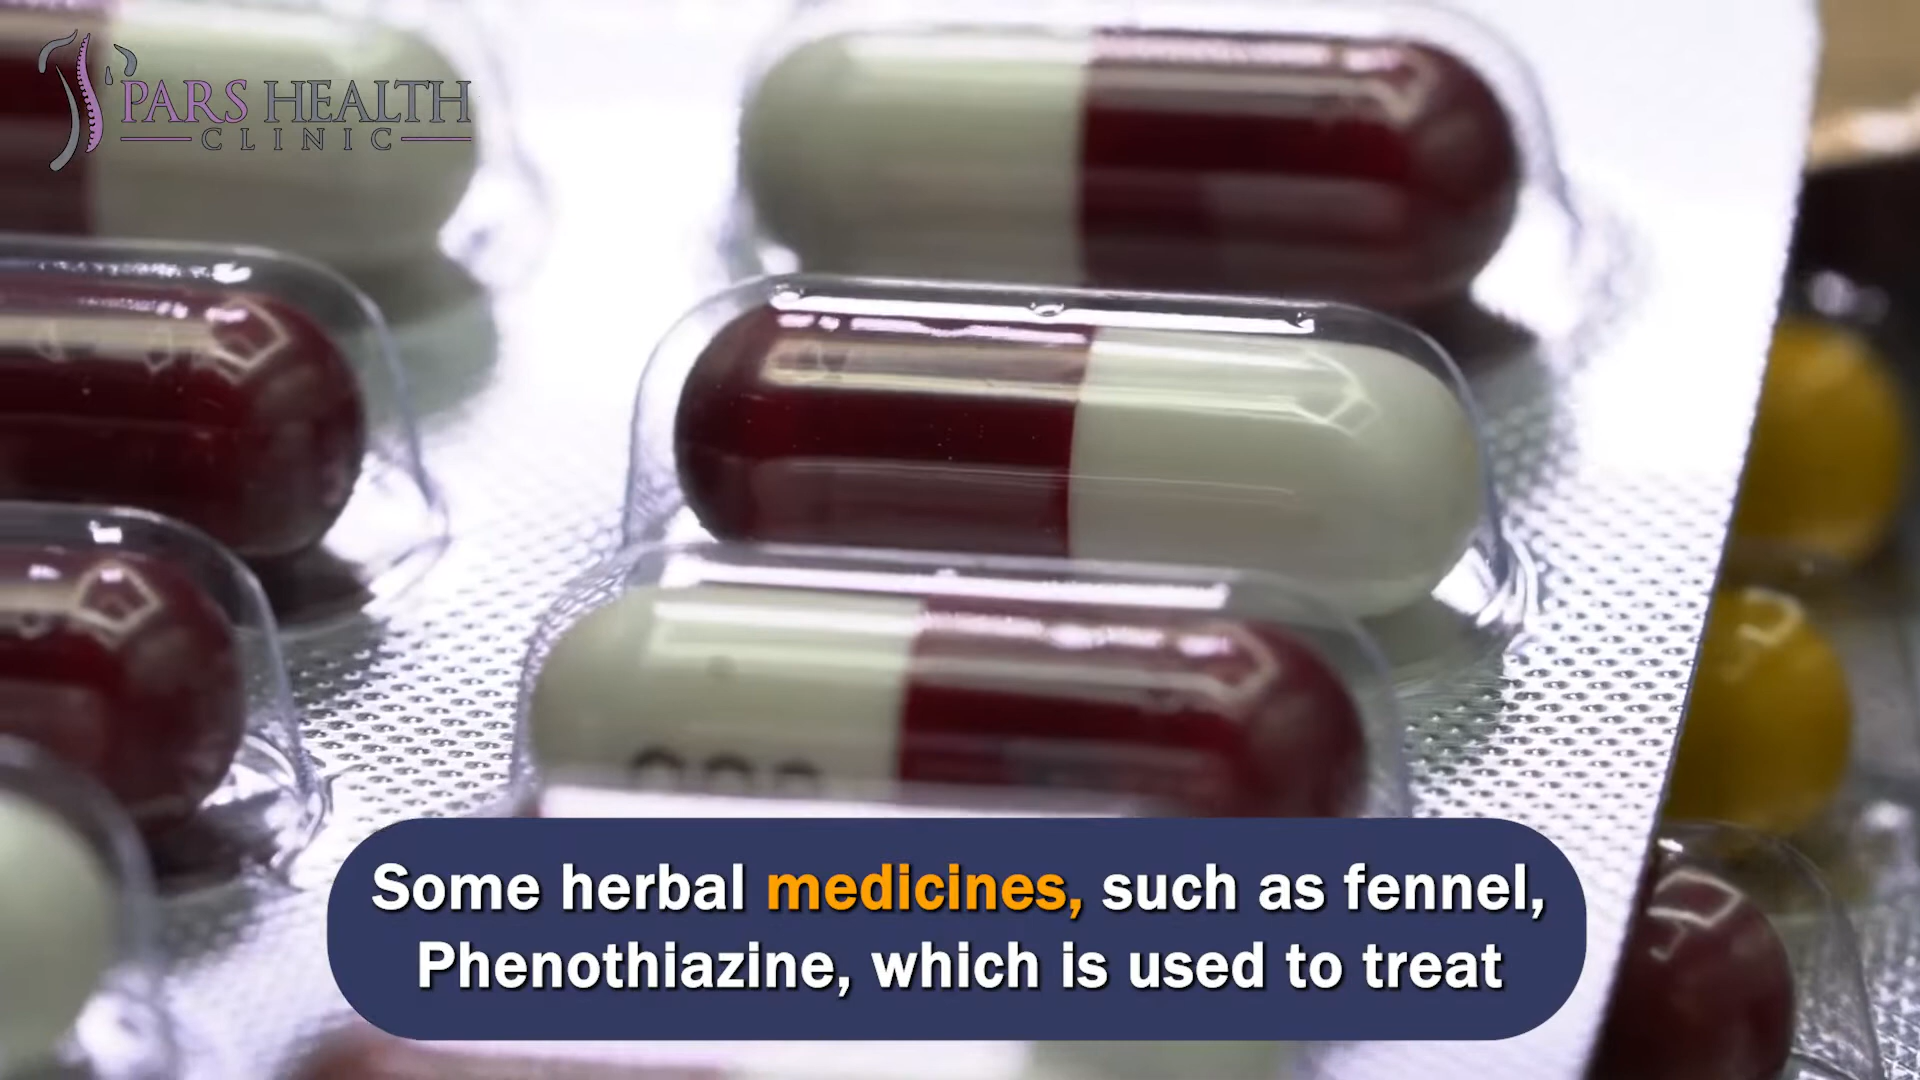 PARS HEALTH
CLINIC
Some herbal medicines, such as fennel,
Phenothiazine, which is used to treat